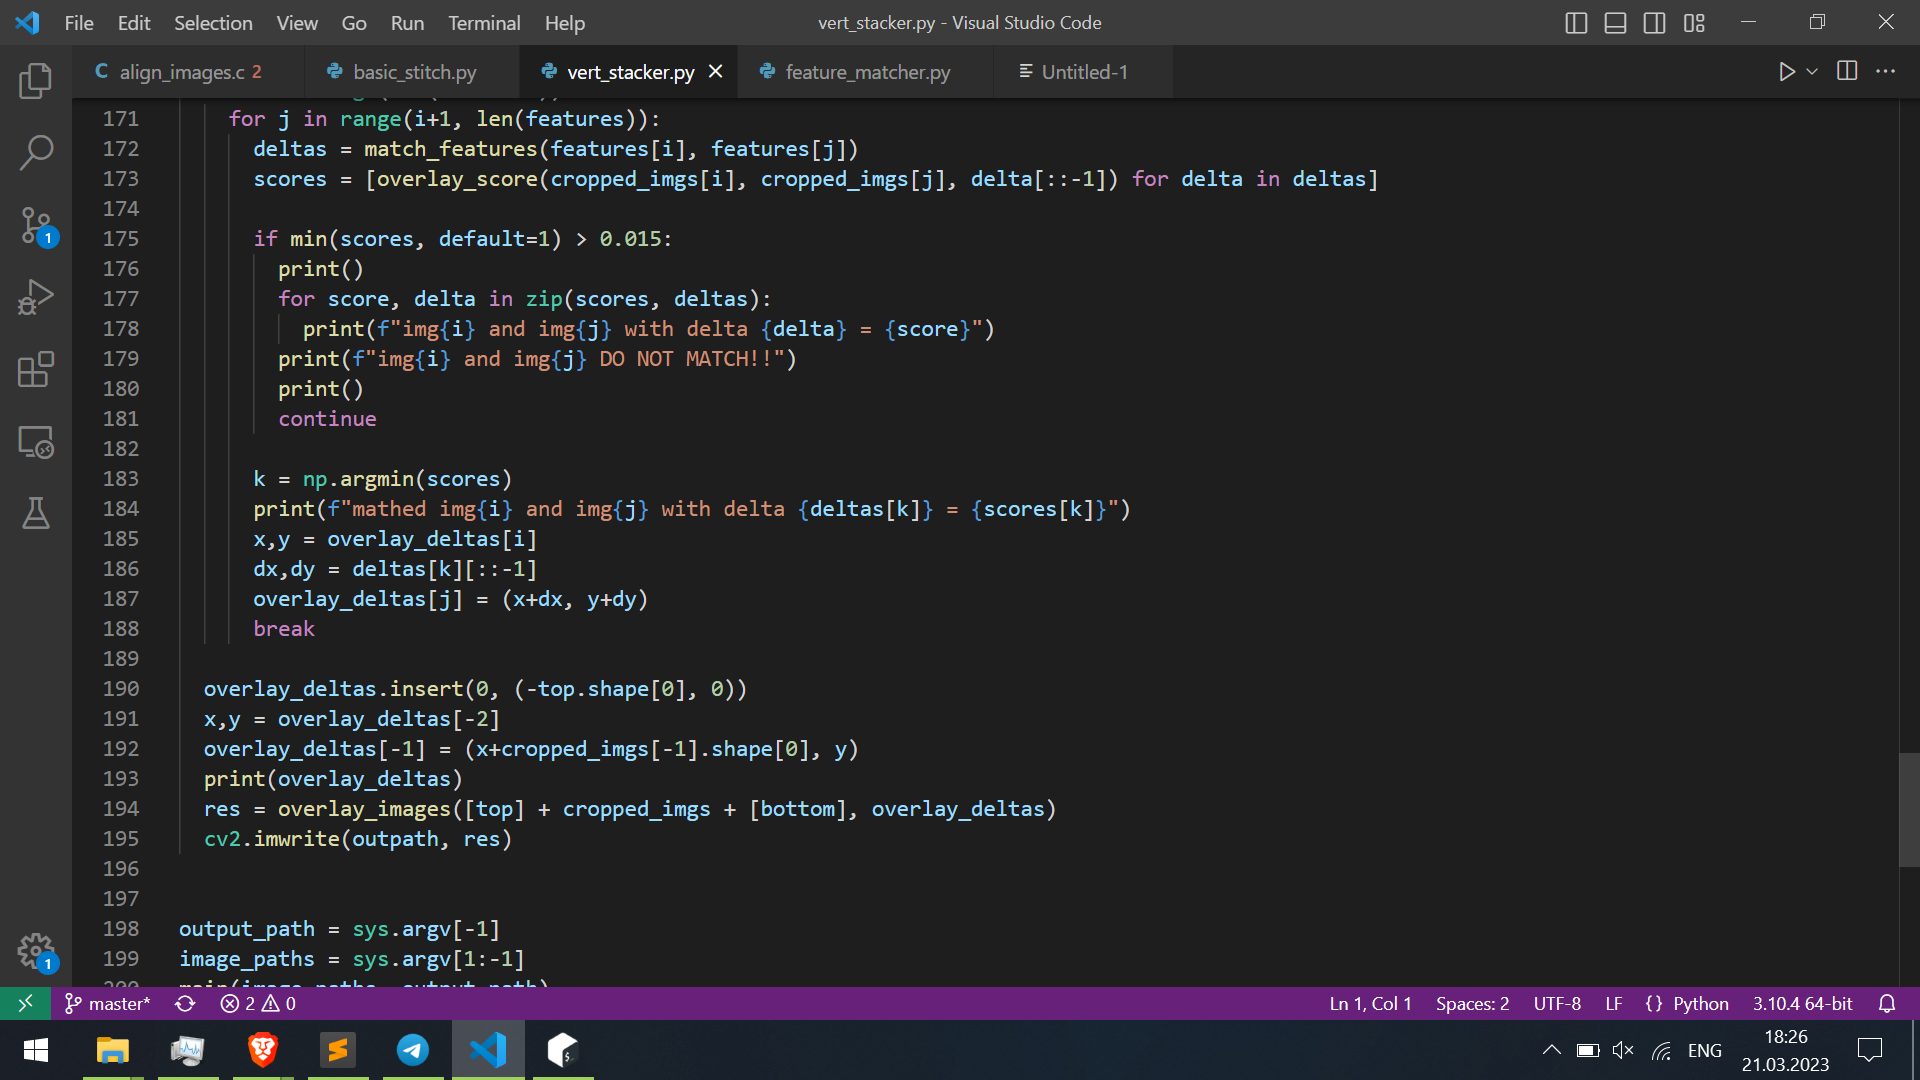 File Edit Selection View Go Run Terminal Help
vert_stacker.py - Visual Studio Code
align_images.c 2 basic_stitch.py vert_stacker.py feature_matcher.py Untitled-1
171 for j in range(i+1, len(features)):
172 deltas = match_features(features[i], features[j])
173 scores = [overlay_score(cropped_imgs[i], cropped_imgs[j], delta[::-1]) for delta in deltas]
174
175 if min(scores, default=1) > 0.015:
176 print()
177 for score, delta in zip(scores, deltas):
178 print(f"img{i} and img{j} with delta {delta} = {score}")
179 print(f"img{i} and img{j} DO NOT MATCH!!")
180 print()
181 continue
182
183 k = np.argmin(scores)
184 print(f"mathed img{i} and img{j} with delta {deltas[k]} = {scores[k]}")
185 x,y = overlay_deltas[i]
186 dx,dy = deltas[k][::-1]
187 overlay_deltas[j] = (x+dx, y+dy)
188 break
189
190 overlay_deltas.insert(0, (-top.shape[0], 0))
191 x,y = overlay_deltas[-2]
192 overlay_deltas[-1] = (x+cropped_imgs[-1].shape[0], y)
193 print(overlay_deltas)
194 res = overlay_images([top] + cropped_imgs + [bottom], overlay_deltas)
195 cv2.imwrite(outpath, res)
196
197
198 output_path = sys.argv[-1]
199 image_paths = sys.argv[1:-1]
200 main(image_paths, output_path)
1
1
master* 2 0 Ln 1, Col 1 Spaces: 2 UTF-8 LF {} Python 3.10.4 64-bit
ENG
18:26
21.03.2023